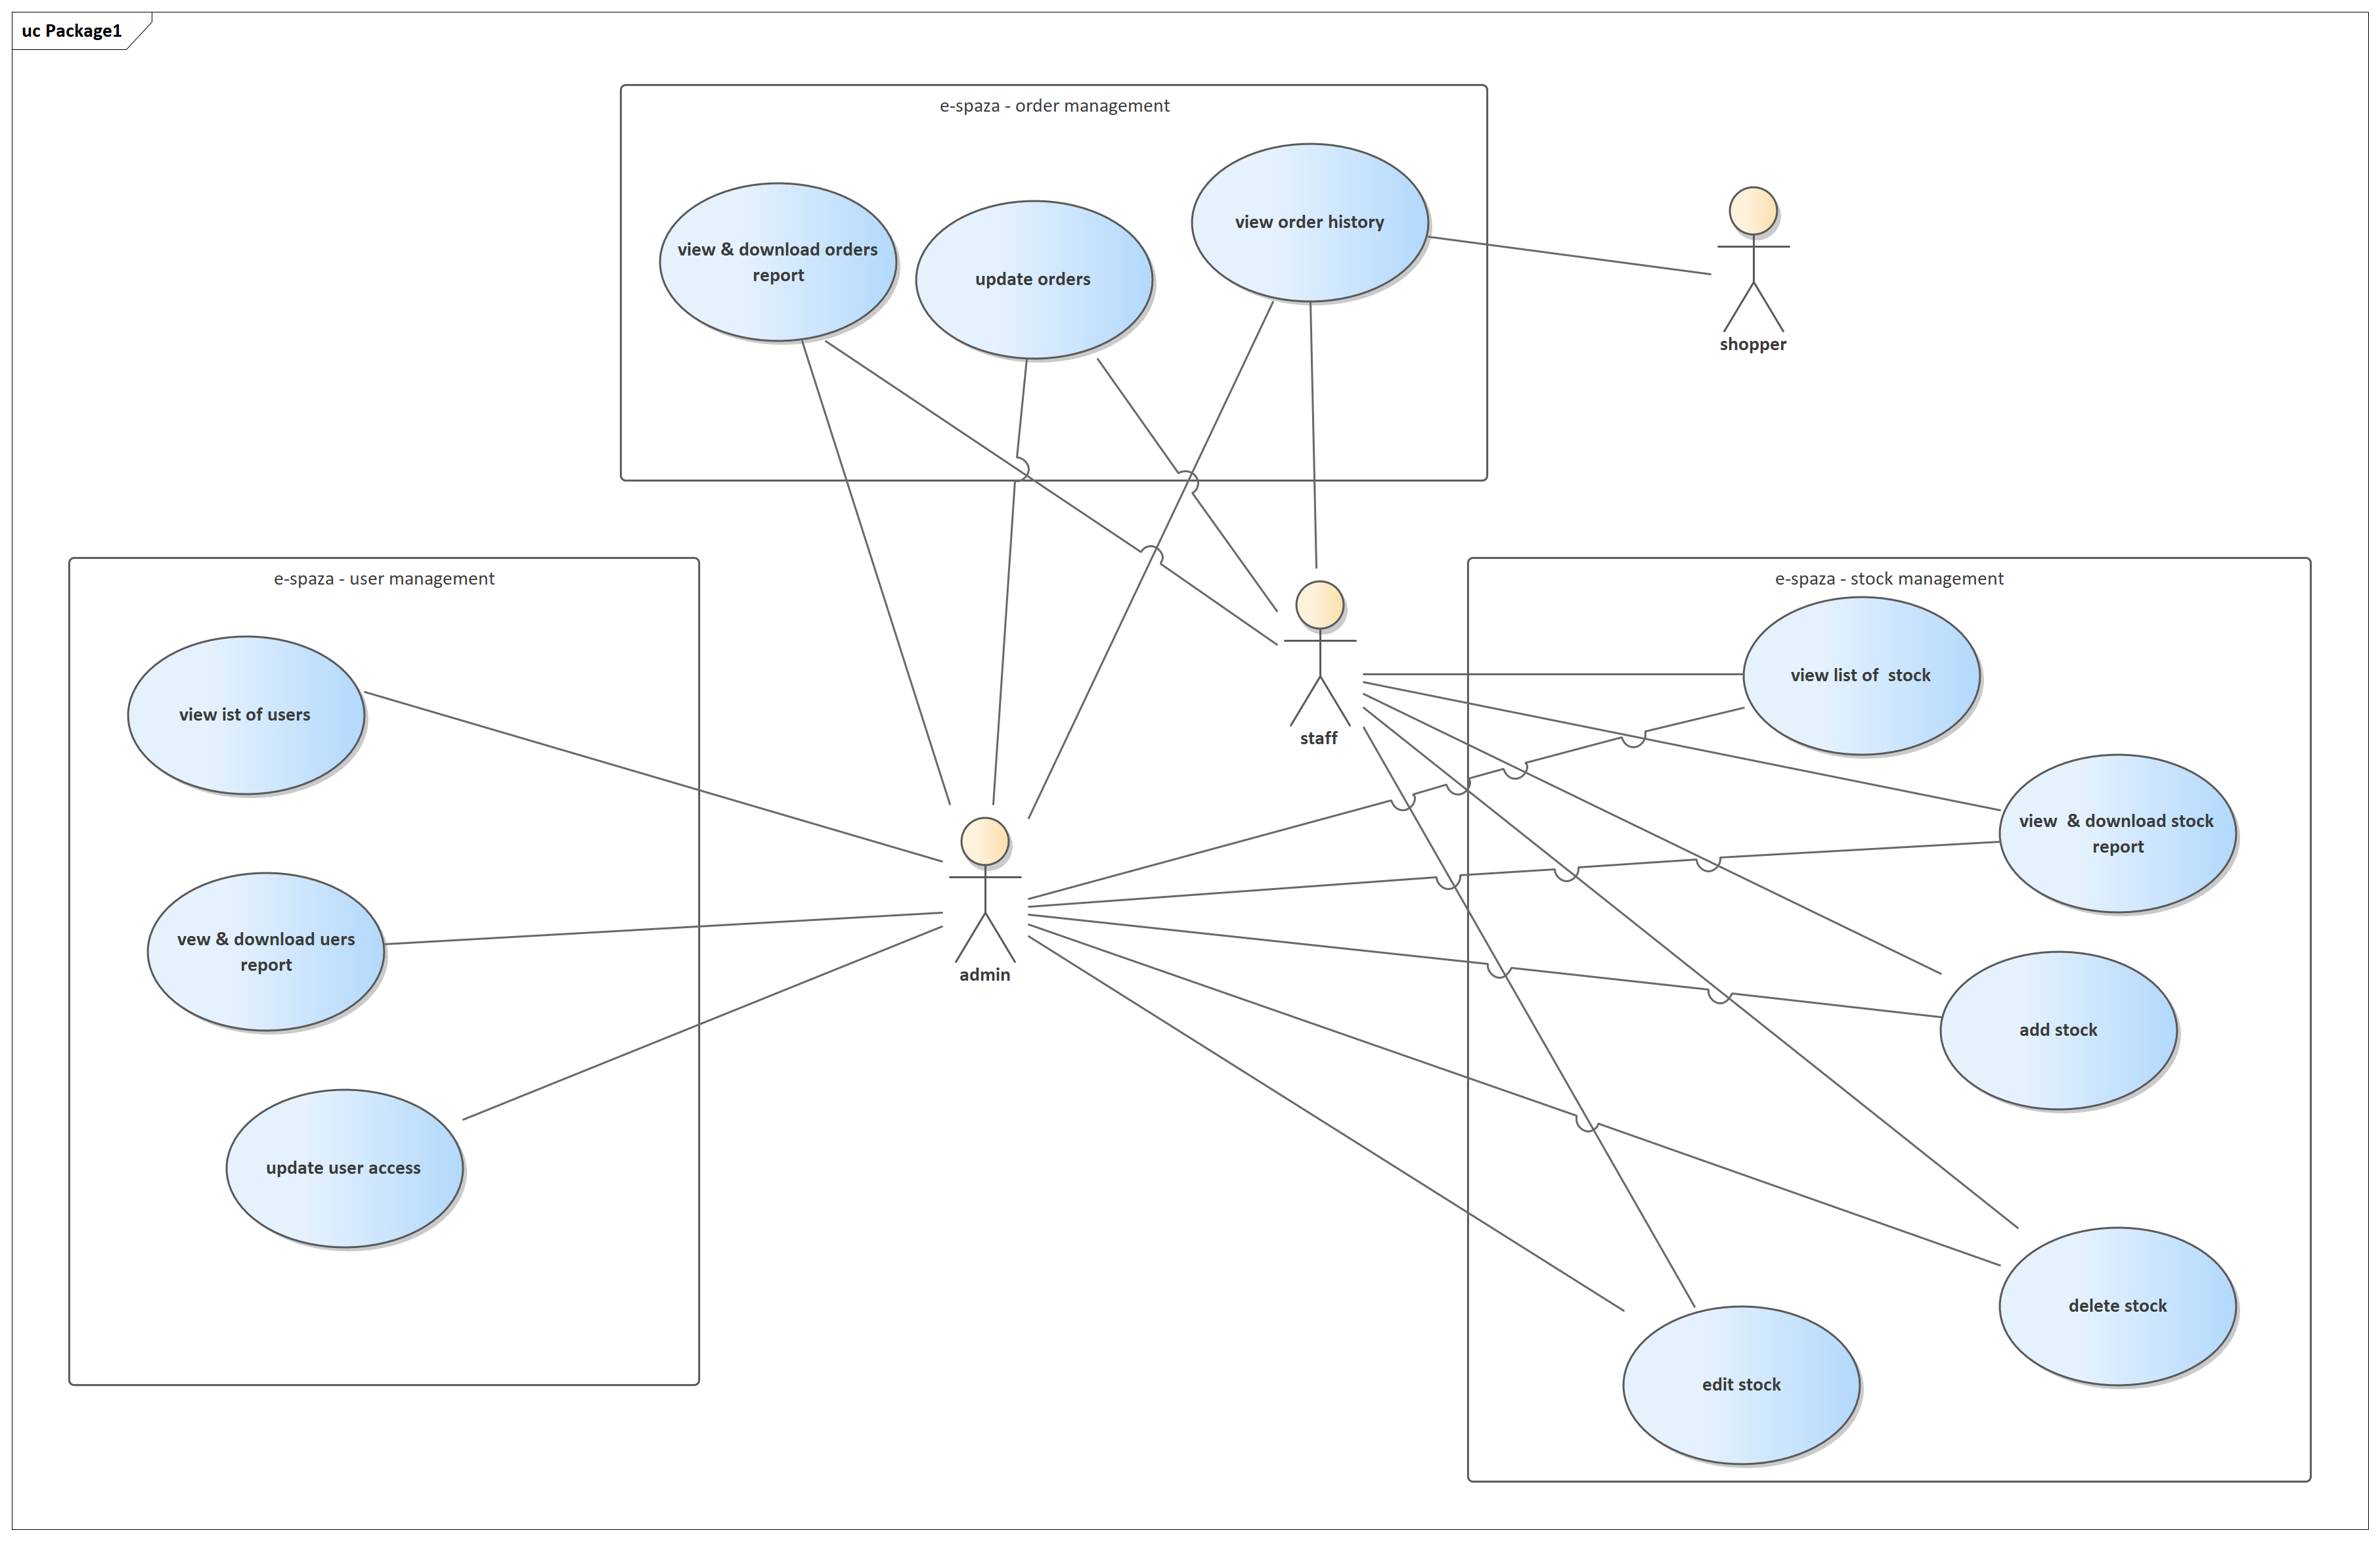 uc Package1
e-spaza - order management
view & download orders
report
update orders
view order history
shopper
e-spaza - user management
view ist of users
vew & download uers
report
update user access
admin
staff
e-spaza - stock management
view list of  stock
view  & download stock
report
add stock
delete stock
edit stock